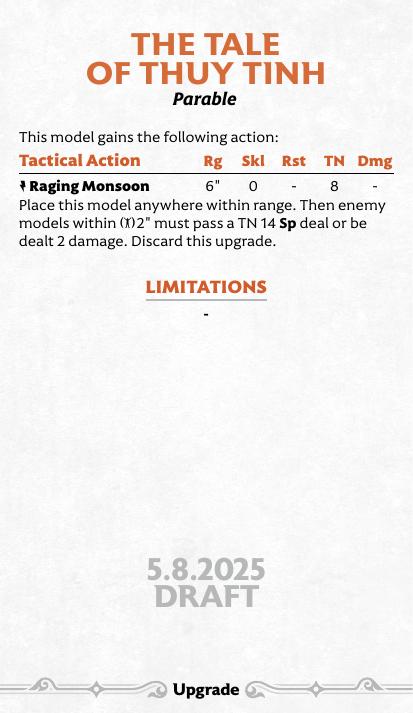 THE TALE
OF THUY TINH
Parable
This model gains the following action:
Tactical Action Rg Skl Rst TN Dmg
Raging Monsoon 6" 0 - 8 -
Place this model anywhere within range. Then enemy
models within 2" must pass a TN 14 Sp deal or be
dealt 2 damage. Discard this upgrade.
LIMITATIONS
-
5.8.2025
DRAFT
Upgrade